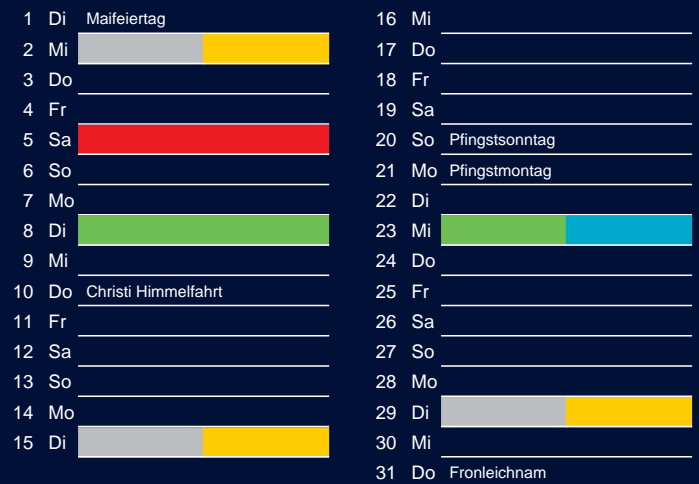 1 Di Maifeiertag
2 Mi
3 Do
4 Fr
5 Sa
6 So
7 Mo
8 Di
9 Mi
10 Do Christi Himmelfahrt
11 Fr
12 Sa
13 So
14 Mo
15 Di
16 Mi
17 Do
18 Fr
19 Sa
20 So Pfingstsonntag
21 Mo Pfingstmontag
22 Di
23 Mi
24 Do
25 Fr
26 Sa
27 So
28 Mo
29 Di
30 Mi
31 Do Fronleichnam